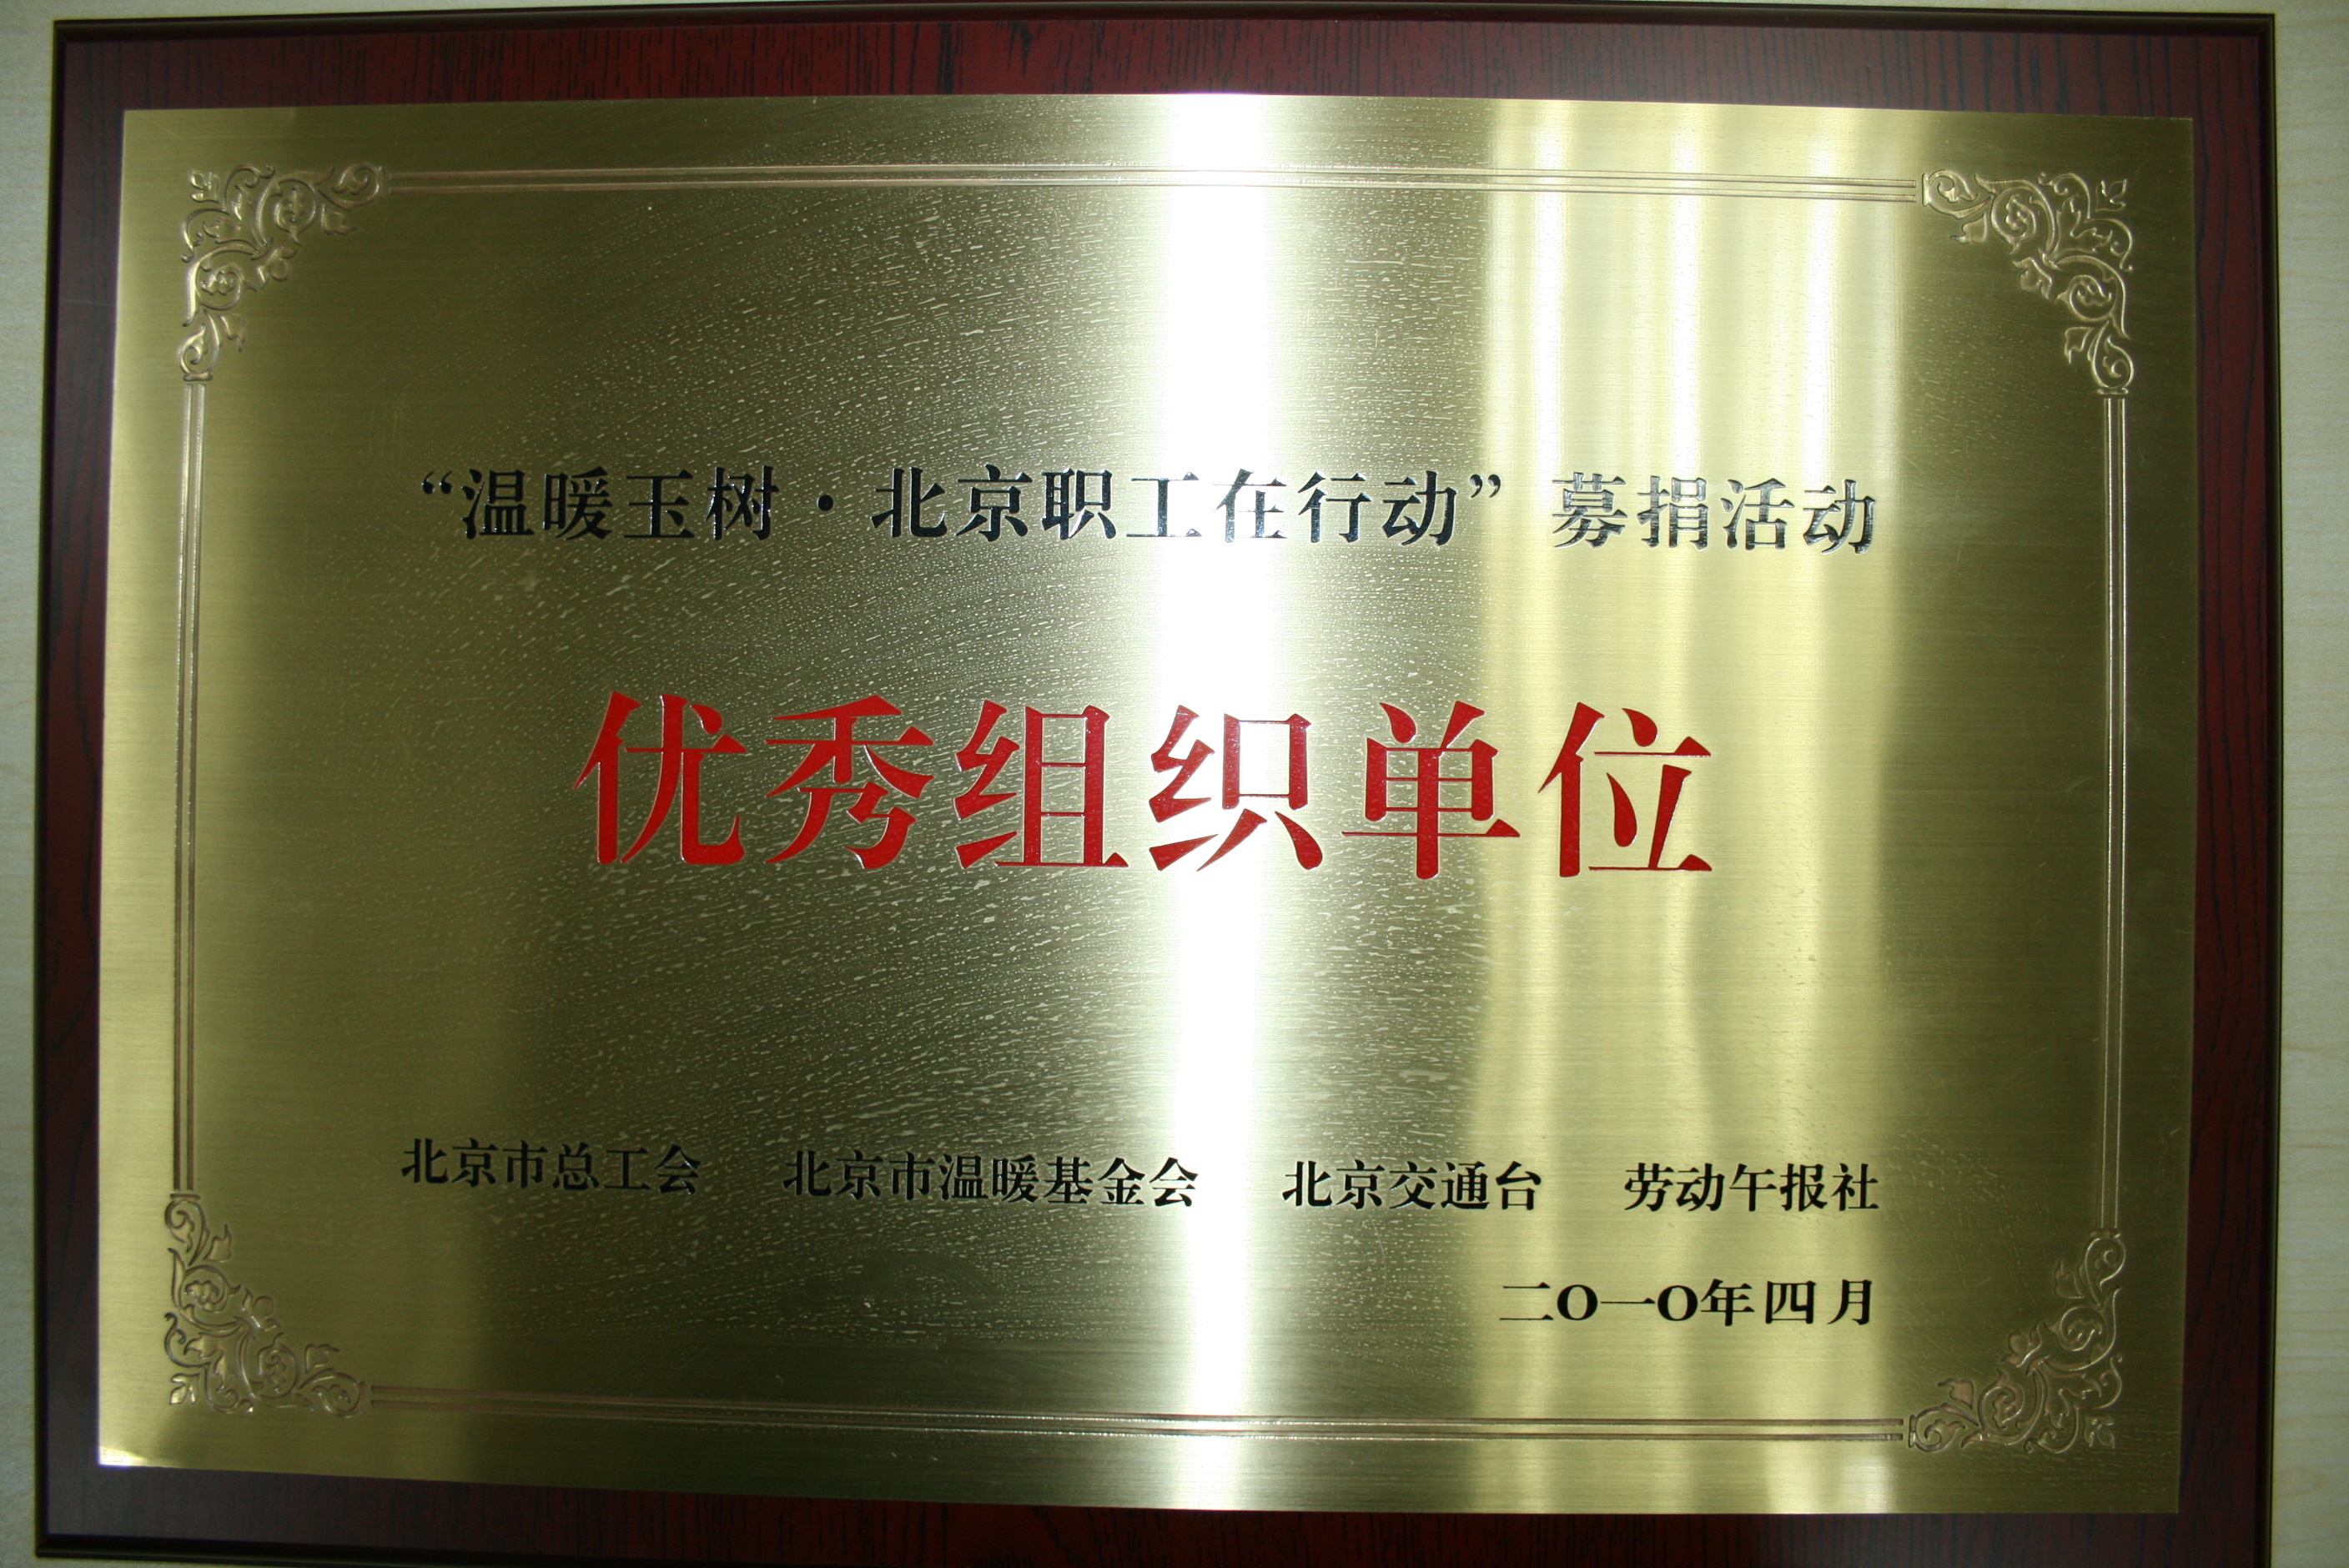 “温暖玉树·北京职工在行动”募捐活动
优秀组织单位
北京市总工会 北京市温暖基金会 北京交通台 劳动午报社
二〇一〇年四月